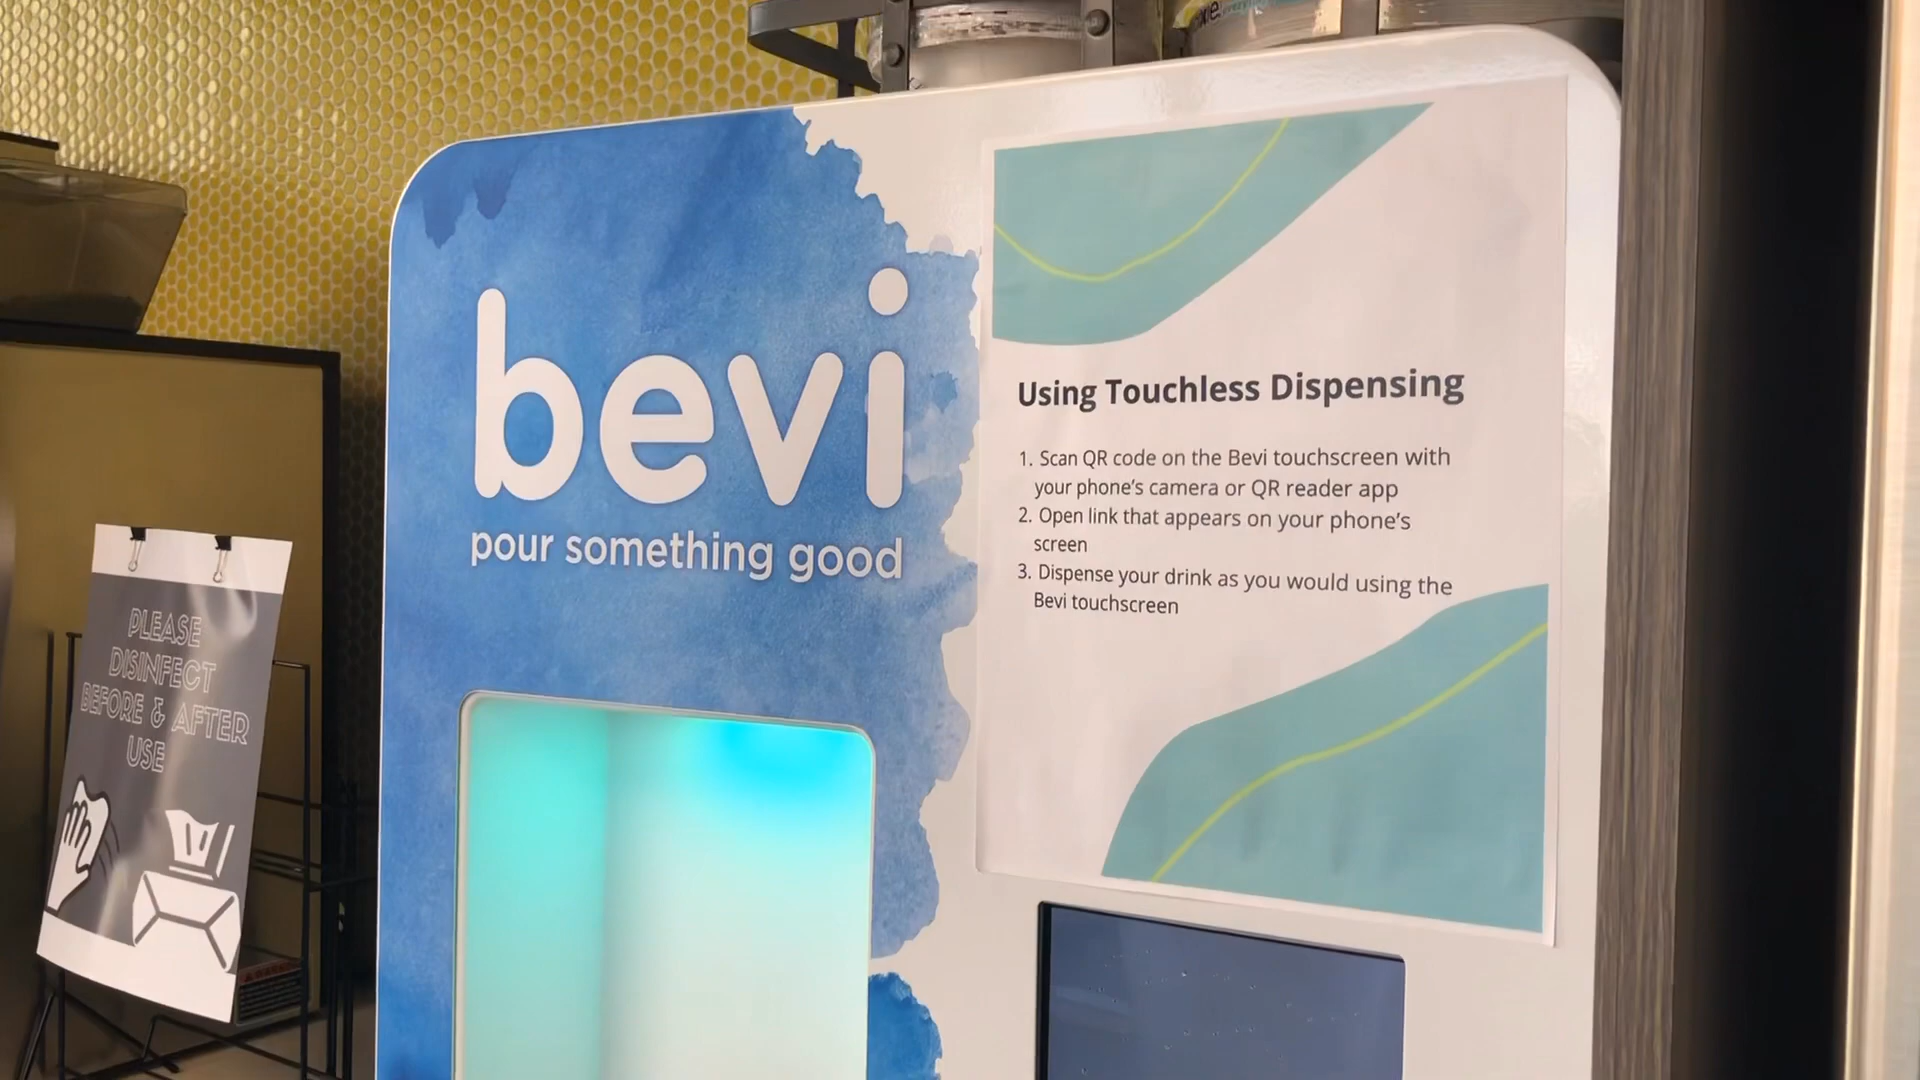 bevi
pour something good
Using Touchless Dispensing
1. Scan QR code on the Bevi touchscreen with
your phone's camera or QR reader app
2. Open link that appears on your phone's
screen
3. Dispense your drink as you would using the
Bevi touchscreen
PLEASE
DISINFECT
BEFORE & AFTER
USE